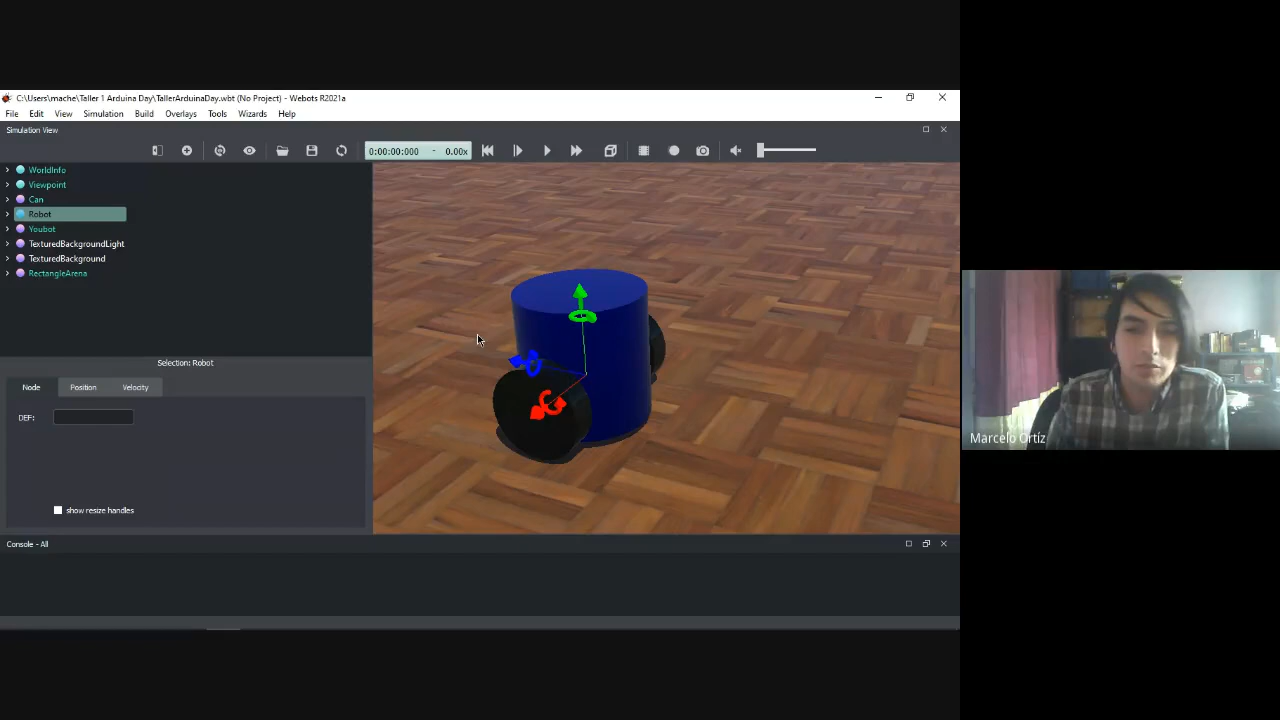 C:\Users\mache\Taller 1 Arduina Day\TallerArduinaDay.wbt (No Project) - Webots R2021a
File Edit View Simulation Build Overlays Tools Wizards Help
Simulation View
0:00:00:000 - 0.00x
WorldInfo
Viewpoint
Can
Robot
Youbot
TexturedBackgroundLight
TexturedBackground
RectangleArena
Selection: Robot
Node Position Velocity
DEF:
show resize handles
Console - All
Marcelo Ortíz